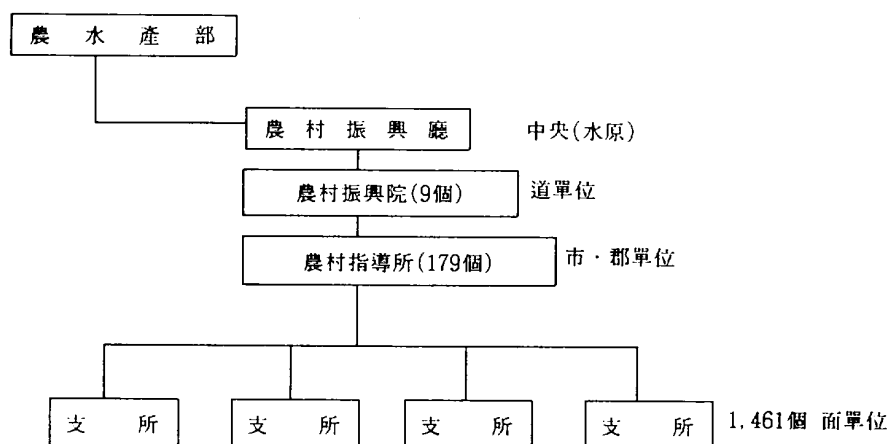 農水產部
農村振興廳 中央(水原)
農村振興院(9個) 道單位
農村指導所(179個) 市·郡單位
支所 支所 支所 支所 1,461個 面單位